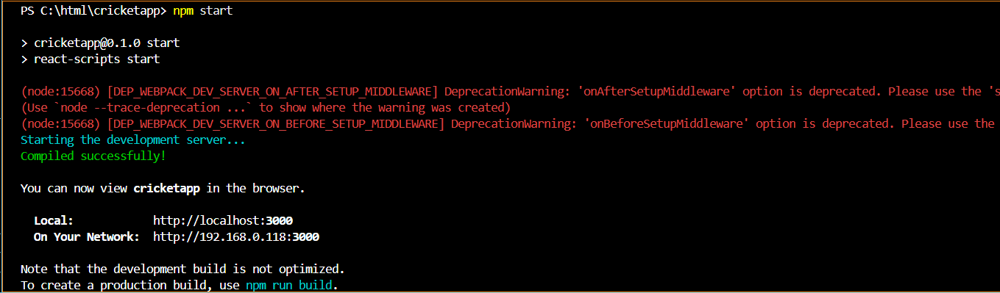 PS C:\html\cricketapp> npm start
> cricketapp@0.1.0 start
> react-scripts start
(node:15668) [DEP_WEBPACK_DEV_SERVER_ON_AFTER_SETUP_MIDDLEWARE] DeprecationWarning: 'onAfterSetupMiddleware' option is deprecated. Please use the 's
(Use `node --trace-deprecation ...` to show where the warning was created)
(node:15668) [DEP_WEBPACK_DEV_SERVER_ON_BEFORE_SETUP_MIDDLEWARE] DeprecationWarning: 'onBeforeSetupMiddleware' option is deprecated. Please use the
Starting the development server...
Compiled successfully!
You can now view cricketapp in the browser.
Local: http://localhost:3000
On Your Network: http://192.168.0.118:3000
Note that the development build is not optimized.
To create a production build, use npm run build.